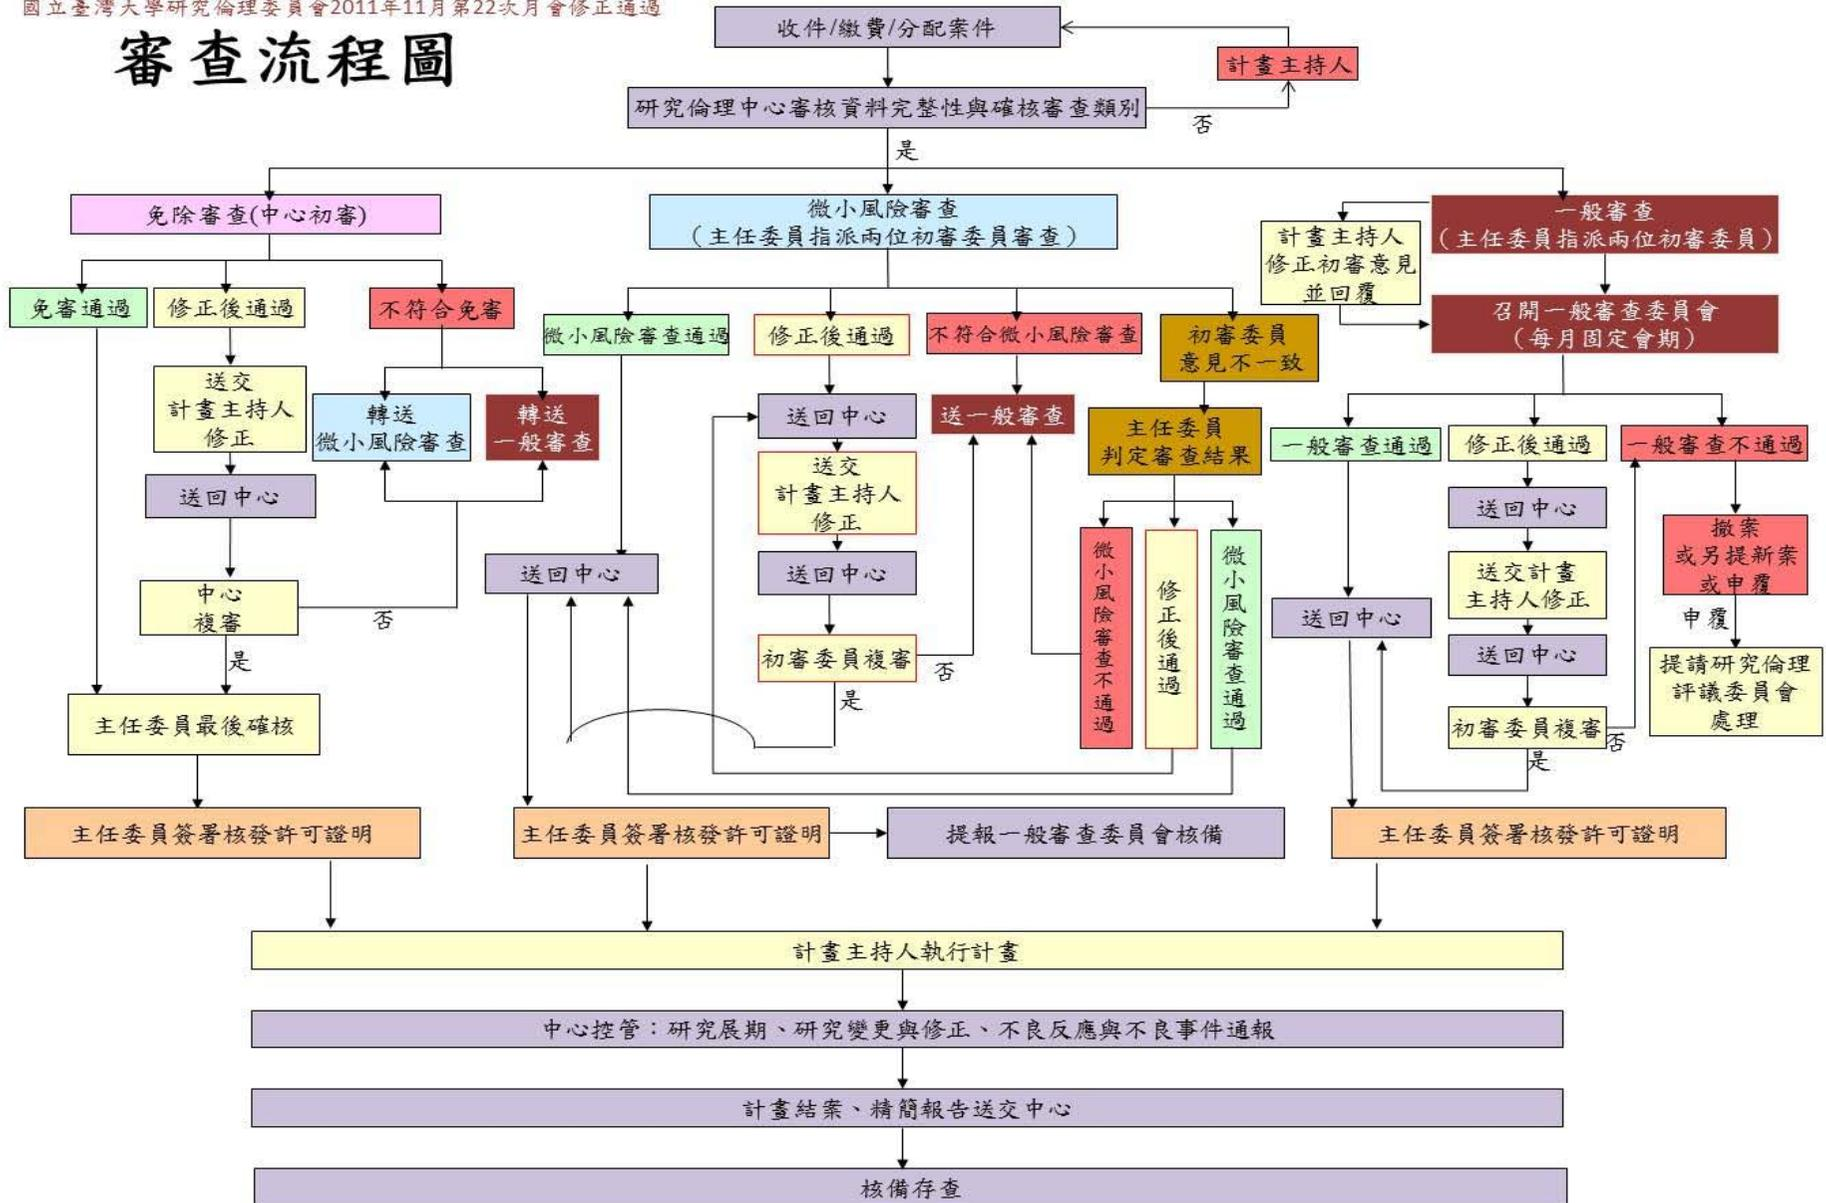 國立臺灣大學研究倫理委員會2011年11月第22次月會修正通過
審查流程圖
收件/繳費/分配案件
計畫主持人
研究倫理中心審核資料完整性與確核審查類別
否
是
免除審查(中心初審)
微小風險審查
（主任委員指派兩位初審委員審查）
一般審查
（主任委員指派兩位初審委員）
計畫主持人
修正初審意見
並回覆
召開一般審查委員會
（每月固定會期）
免審通過
修正後通過
不符合免審
送交
計畫主持人
修正
轉送
微小風險審查
轉送
一般審查
送回中心
中心
複審
否
是
主任委員最後確核
主任委員簽署核發許可證明
微小風險審查通過
修正後通過
不符合微小風險審查
初審委員
意見不一致
送回中心
送一般審查
主任委員
判定審查結果
送交
計畫主持人
修正
送回中心
送回中心
初審委員複審
否
是
微小風險審查不通過
修正後通過
微小風險審查通過
主任委員簽署核發許可證明
提報一般審查委員會核備
一般審查通過
修正後通過
一般審查不通過
送回中心
撤案
或另提新案
或申覆
送交計畫
主持人修正
送回中心
申覆
送回中心
提請研究倫理
評議委員會
處理
初審委員複審
否
是
主任委員簽署核發許可證明
計畫主持人執行計畫
中心控管：研究展期、研究變更與修正、不良反應與不良事件通報
計畫結案、精簡報告送交中心
核備存查